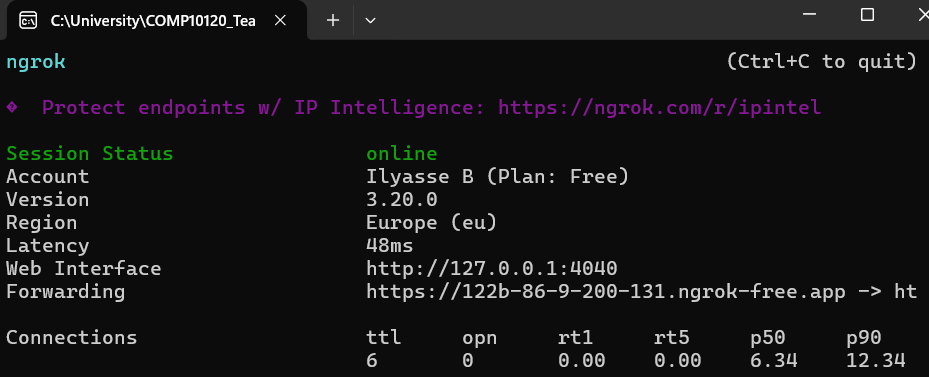 C:\University\COMP10120_Tea
ngrok (Ctrl+C to quit)
� Protect endpoints w/ IP Intelligence: https://ngrok.com/r/ipintel
Session Status online
Account Ilyasse B (Plan: Free)
Version 3.20.0
Region Europe (eu)
Latency 48ms
Web Interface http://127.0.0.1:4040
Forwarding https://122b-86-9-200-131.ngrok-free.app -> ht
Connections ttl opn rt1 rt5 p50 p90
6 0 0.00 0.00 6.34 12.34